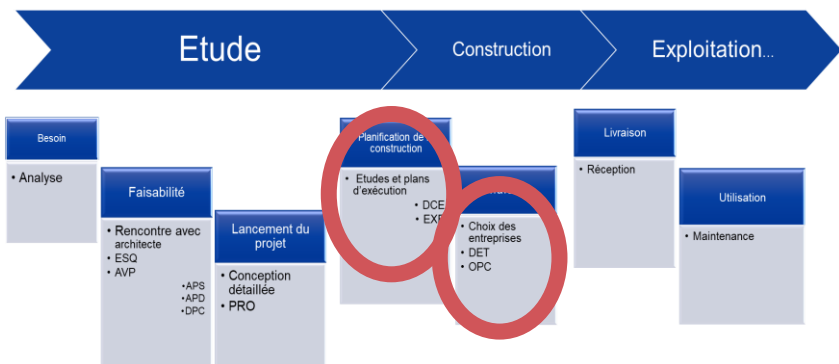 Etude
Construction
Exploitation...
Besoin
• Analyse
Faisabilité
• Rencontre avec
architecte
• ESQ
• AVP
•APS
•APD
•DPC
Lancement du
projet
• Conception
détaillée
• PRO
Planification de
construction
• Etudes et plans
d'exécution
• DCE
• EXE
• Choix des
entreprises
• DET
• OPC
Livraison
• Réception
Utilisation
• Maintenance